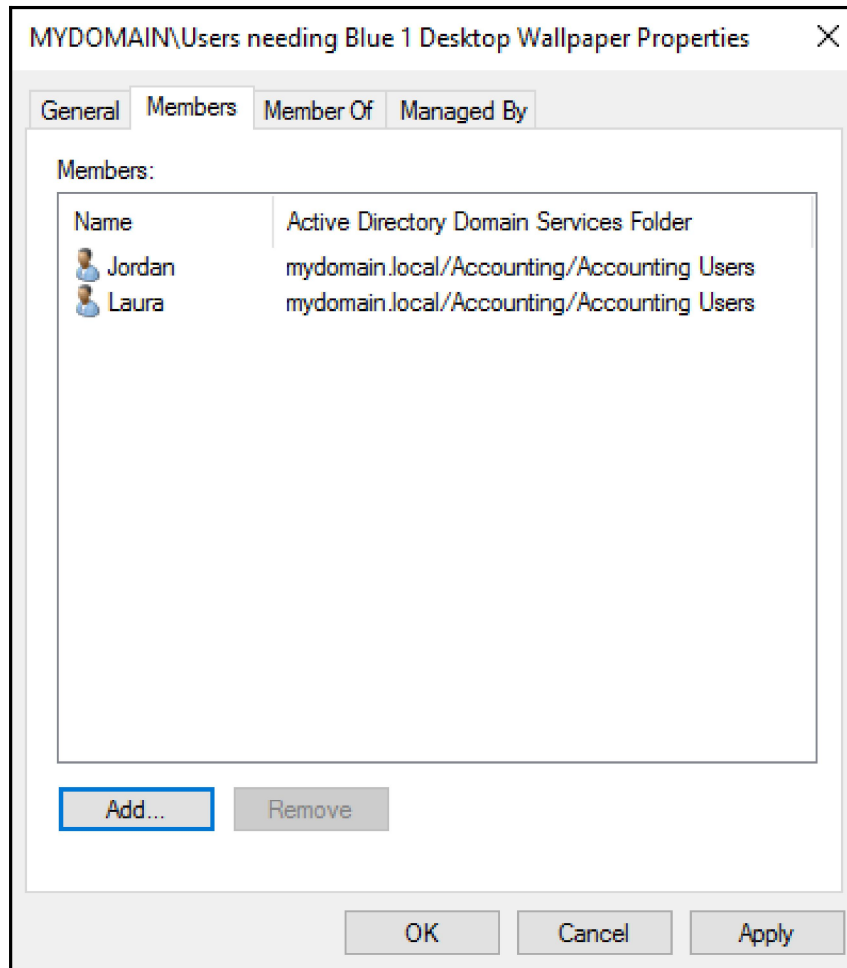 MYDOMAIN\Users needing Blue 1 Desktop Wallpaper Properties
General Members Member Of Managed By
Members:
Name Active Directory Domain Services Folder
Jordan mydomain.local/Accounting/Accounting Users
Laura mydomain.local/Accounting/Accounting Users
Add... Remove
OK Cancel Apply